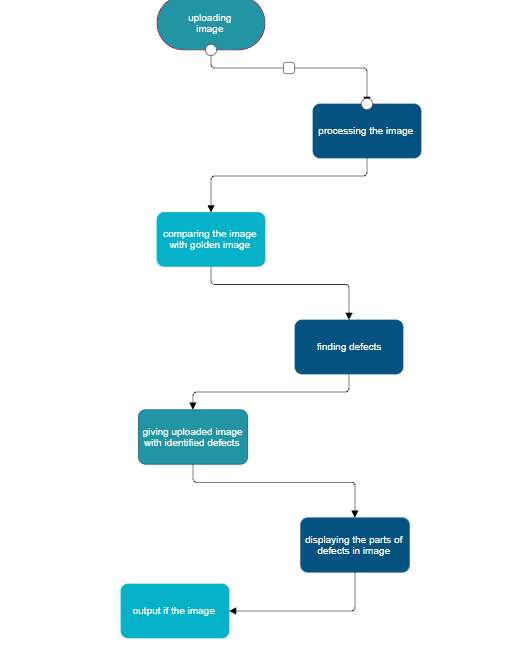 uploading
image
processing the image
comparing the image
with golden image
finding defects
giving uploaded image
with identified defects
displaying the parts of
defects in image
output if the image